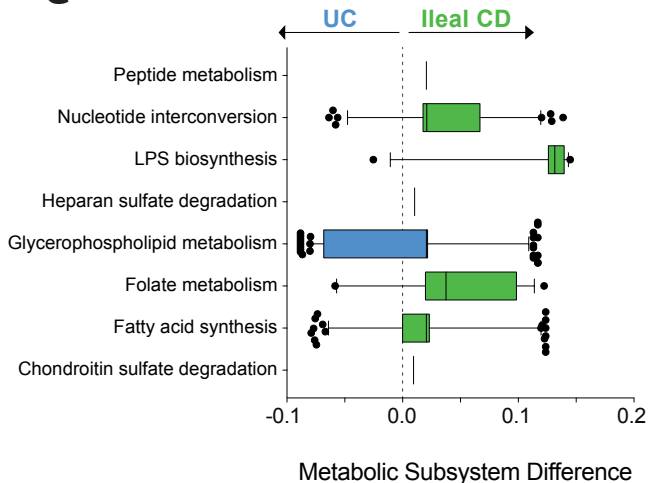 UC Ileal CD
Peptide metabolism
Nucleotide interconversion
LPS biosynthesis
Heparan sulfate degradation
Glycerophospholipid metabolism
Folate metabolism
Fatty acid synthesis
Chondroitin sulfate degradation
-0.1 0.0 0.1 0.2
Metabolic Subsystem Difference